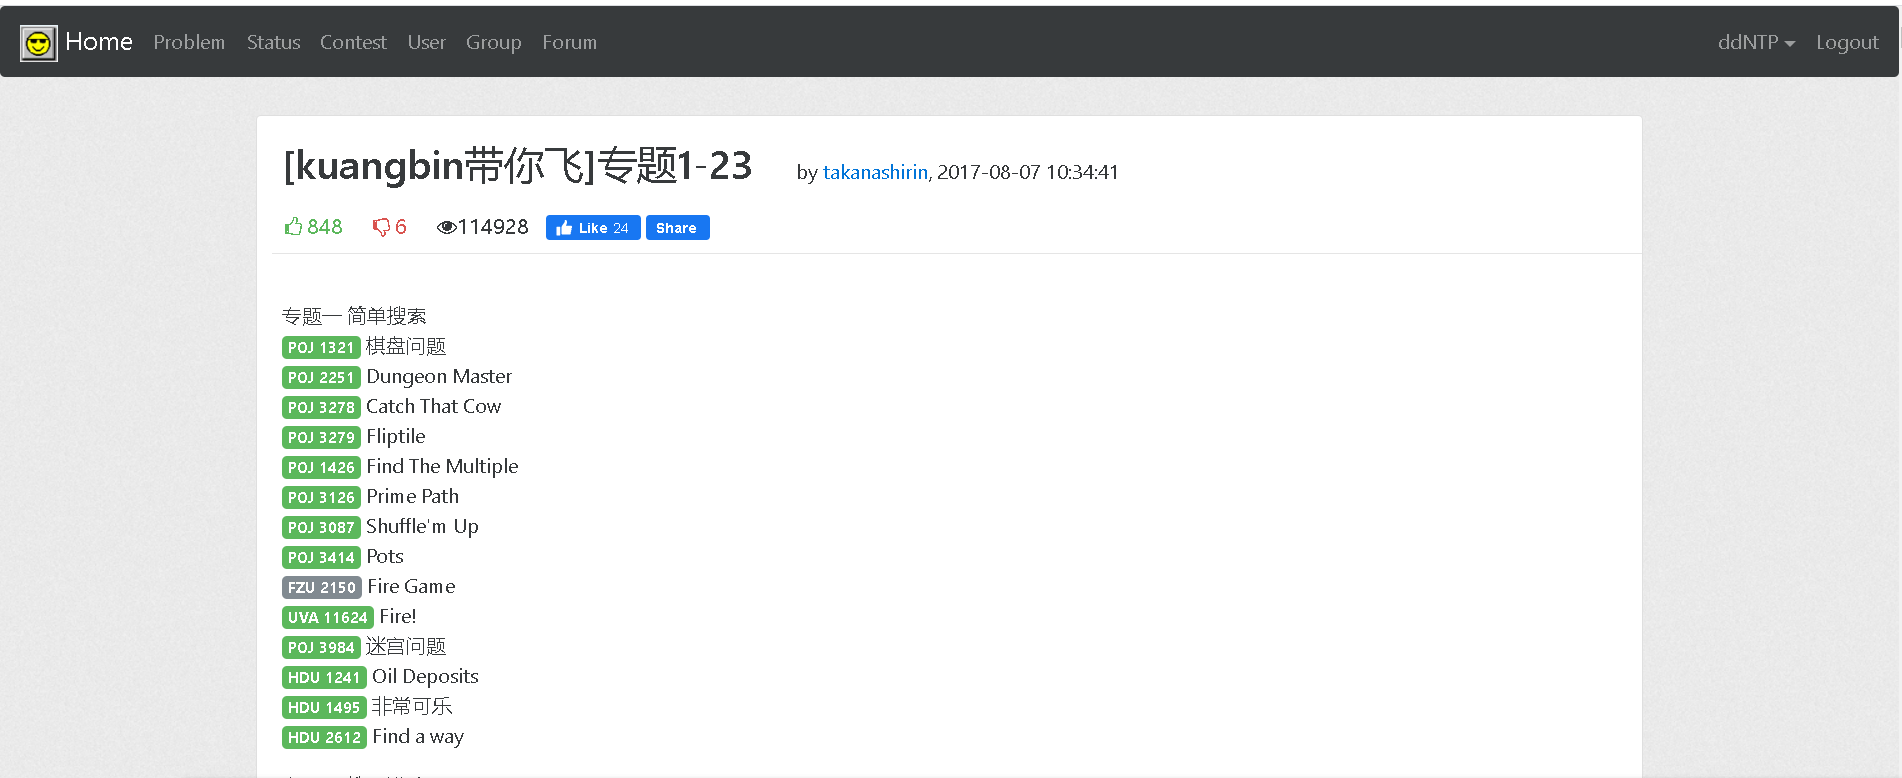 Home Problem Status Contest User Group Forum ddNTP Logout
[kuangbin带你飞]专题1-23 by takanashirin, 2017-08-07 10:34:41
848 6 114928 Like 24 Share
专题一 简单搜索
POJ 1321 棋盘问题
POJ 2251 Dungeon Master
POJ 3278 Catch That Cow
POJ 3279 Fliptile
POJ 1426 Find The Multiple
POJ 3126 Prime Path
POJ 3087 Shuffle'm Up
POJ 3414 Pots
FZU 2150 Fire Game
UVA 11624 Fire!
POJ 3984 迷宫问题
HDU 1241 Oil Deposits
HDU 1495 非常可乐
HDU 2612 Find a way